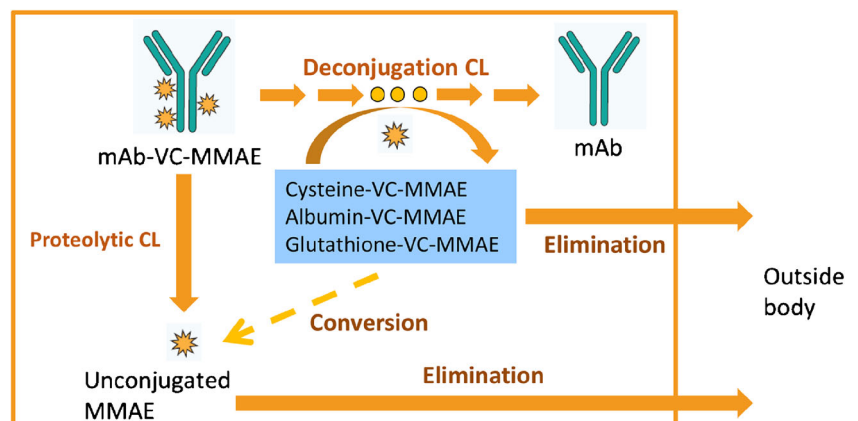 Deconjugation CL
mAb-VC-MMAE
mAb
Cysteine-VC-MMAE
Albumin-VC-MMAE
Glutathione-VC-MMAE
Proteolytic CL
Elimination
Outside
body
Conversion
Unconjugated
MMAE
Elimination